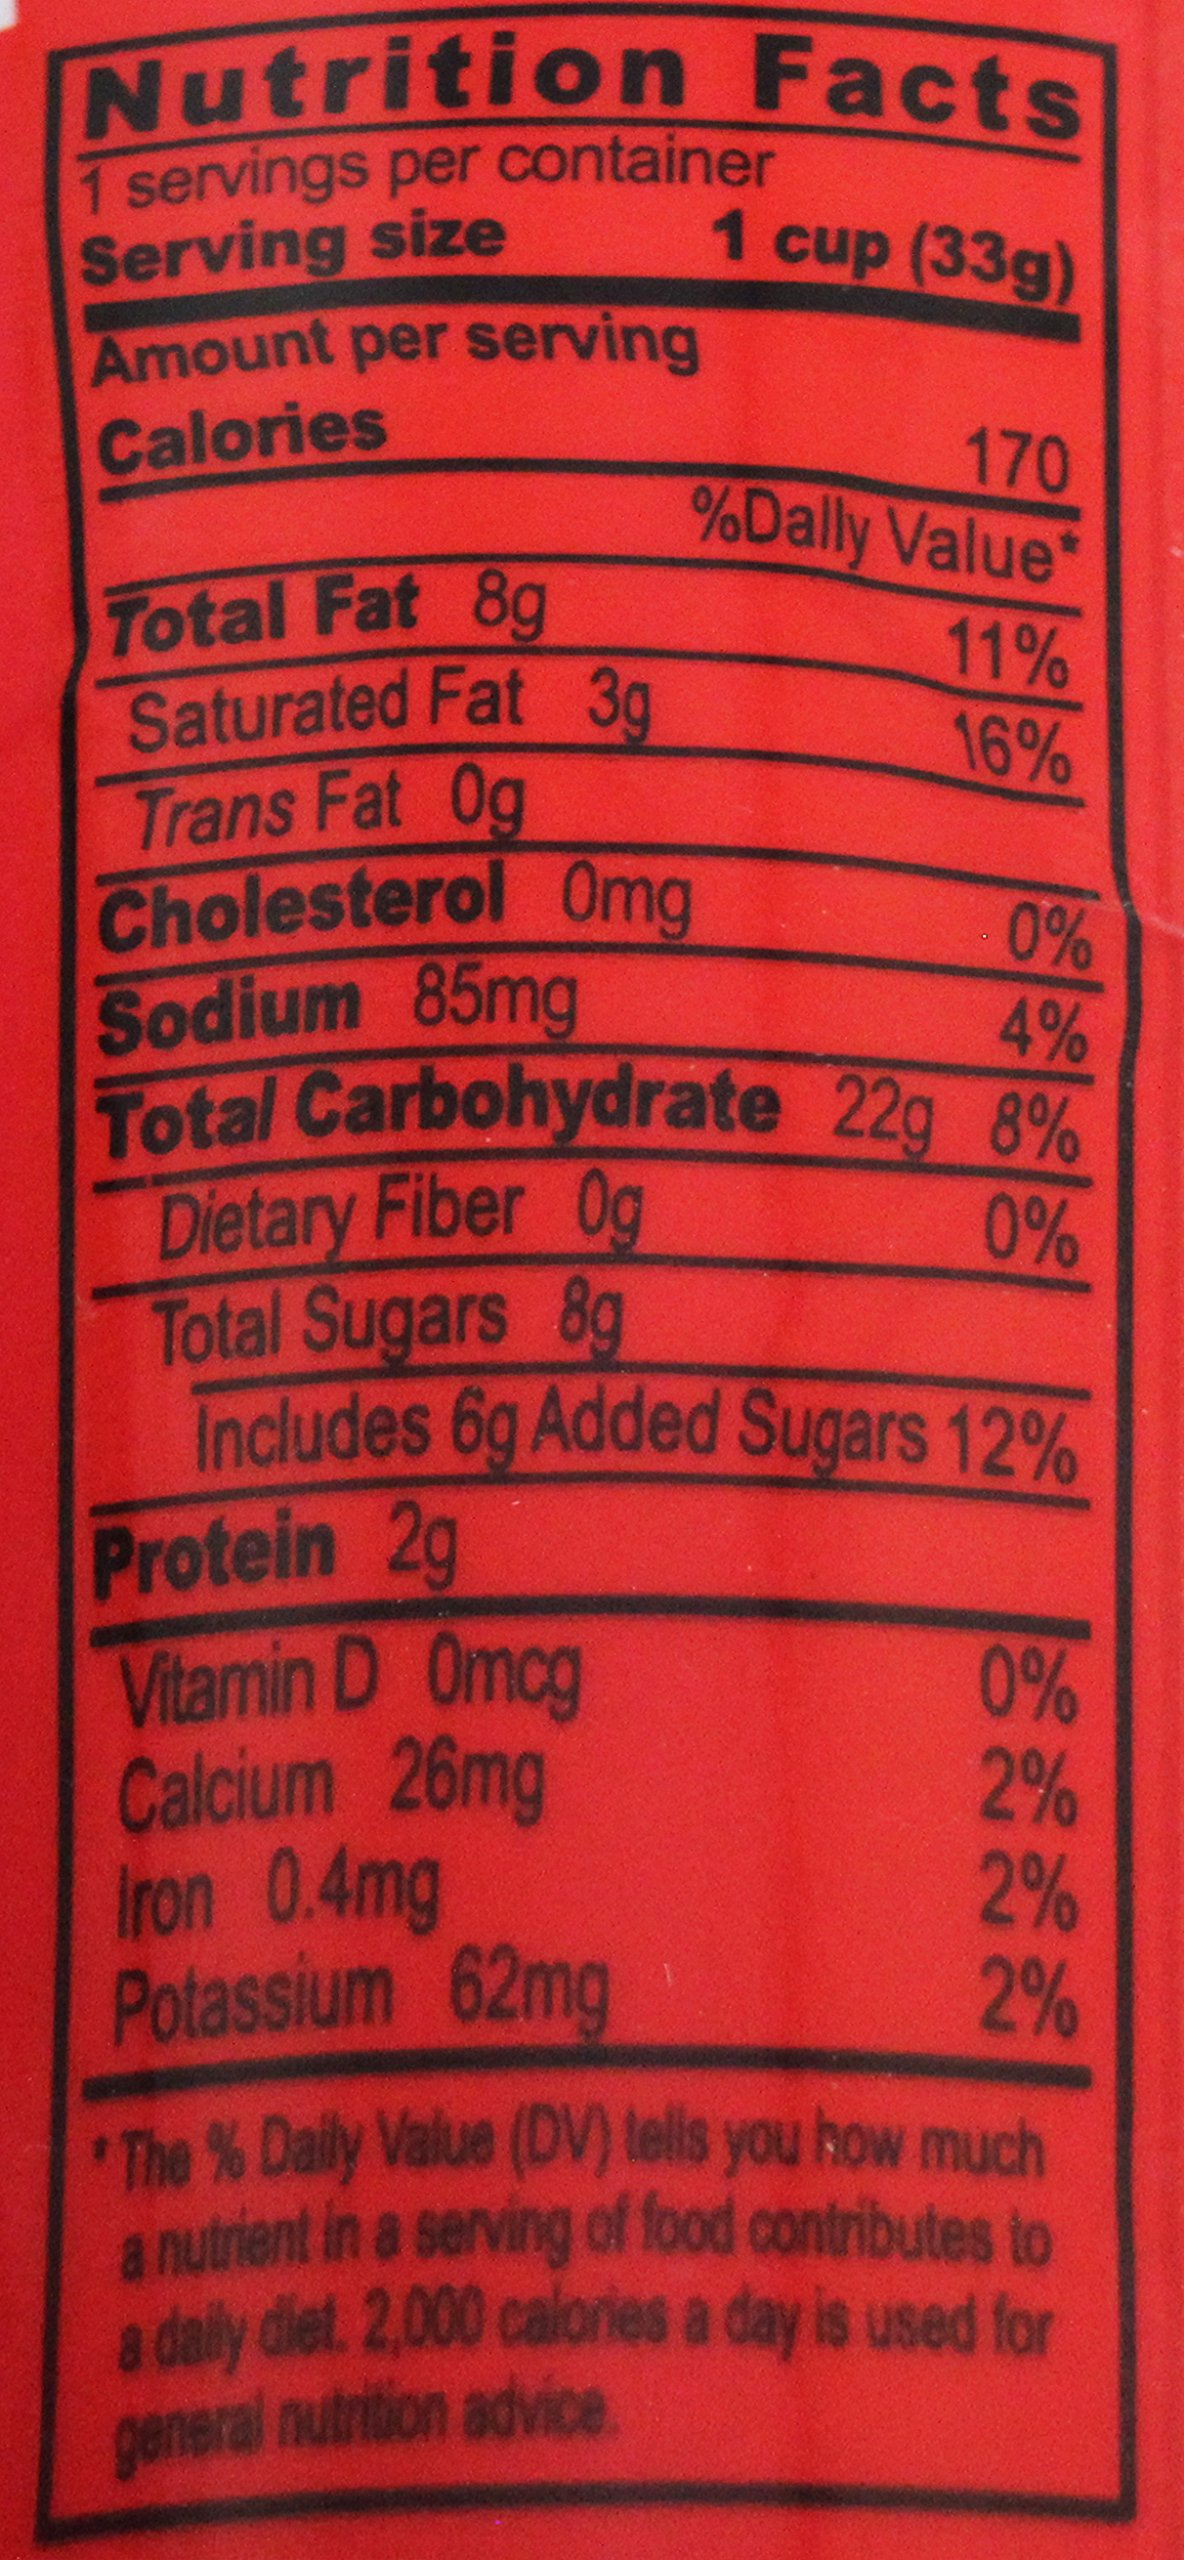 Nutrition Facts
1 servings per container
Serving size 1 cup (33g)
Amount per serving
Calories 170
%Dally Value*
Total Fat 8g 11%
Saturated Fat 3g 16%
Trans Fat 0g
Cholesterol 0mg 0%
Sodium 85mg 4%
Total Carbohydrate 22g 8%
Dietary Fiber 0g 0%
Total Sugars 8g
Includes 6g Added Sugars 12%
Protein 2g
Vitamin D 0mcg 0%
Calcium 26mg 2%
Iron 0.4mg 2%
Potassium 62mg 2%
* The % Daily Value (DV) tells you how much
a nutrient in a serving of food contributes to
a daily diet. 2,000 calories a day is used for
general nutrition advice.